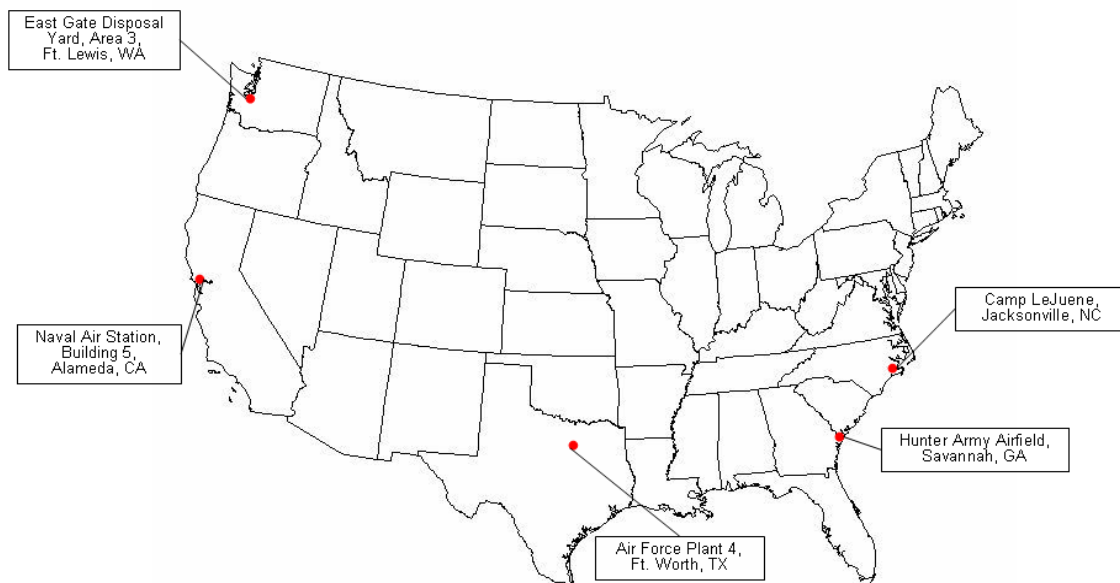 East Gate Disposal
Yard, Area 3,
Ft. Lewis, WA
Naval Air Station,
Building 5,
Alameda, CA
Camp LeJuene,
Jacksonville, NC
Hunter Army Airfield,
Savannah, GA
Air Force Plant 4,
Ft. Worth, TX